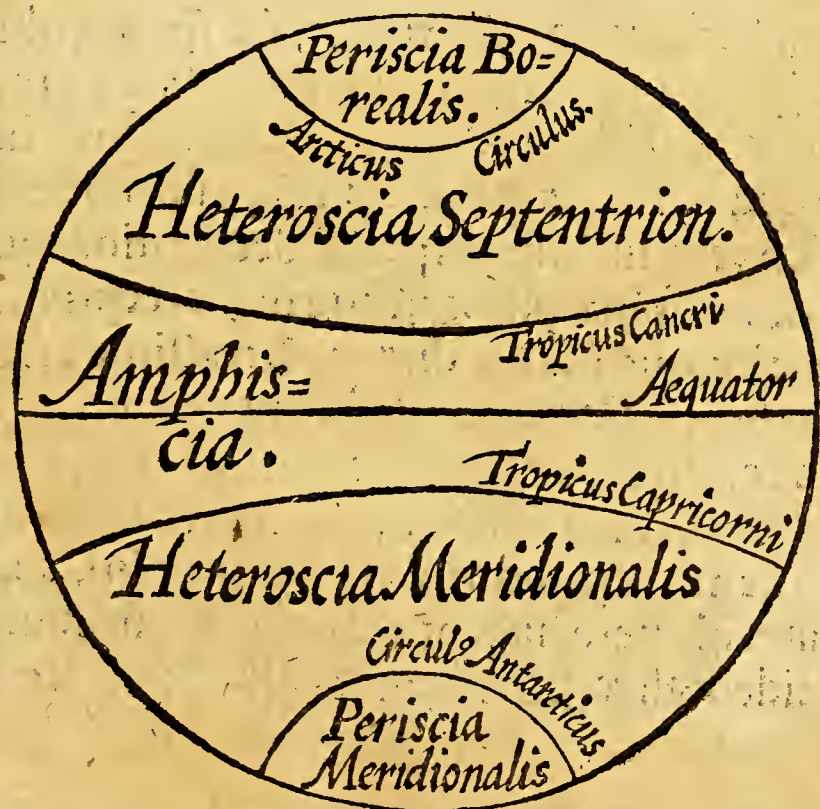 Periscia Bo=
realis.
Arcticus Circulus.
Heteroscia Septentrion.
Tropicus Cancri
Aequator
Amphis=
cia.
Tropicus Capricorni
Heteroscia Meridionalis
Circulꝰ Antarcticus
Periscia
Meridionalis